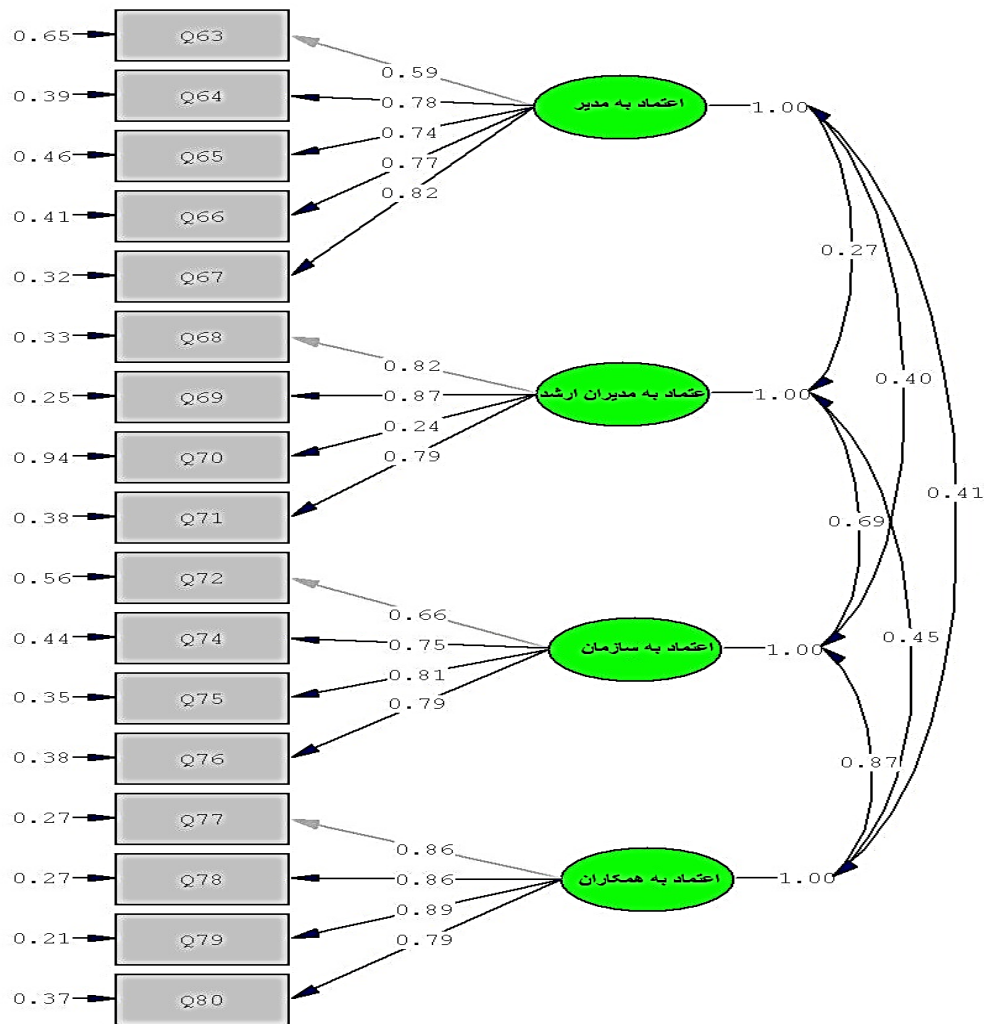 0.65 Q63
0.59
0.39 Q64
0.78
اعتماد به مدیر 1.00
0.74
0.46 Q65
0.77
0.82
0.41 Q66
0.27
0.32 Q67
0.33 Q68
0.82
0.40
0.25 Q69
0.87
عتماد به مدیران ارشد 1.00
0.24
0.94 Q70
0.79
0.41
0.38 Q71
0.69
0.56 Q72
0.66
0.44 Q74
0.75
0.45
اعتماد به سازمان 1.00
0.81
0.35 Q75
0.79
0.38 Q76
0.87
0.27 Q77
0.86
0.27 Q78
0.86
اعتماد به همکاران 1.00
0.89
0.21 Q79
0.79
0.37 Q80